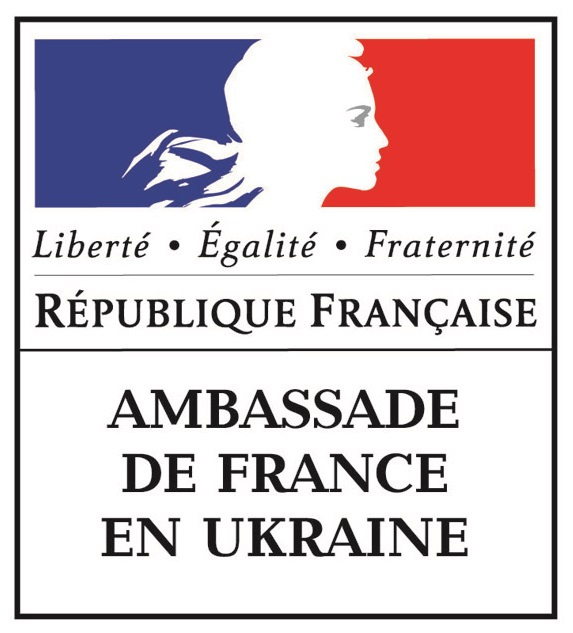 Liberté • Égalité • Fraternité
RÉPUBLIQUE FRANÇAISE
AMBASSADE
DE FRANCE
EN UKRAINE